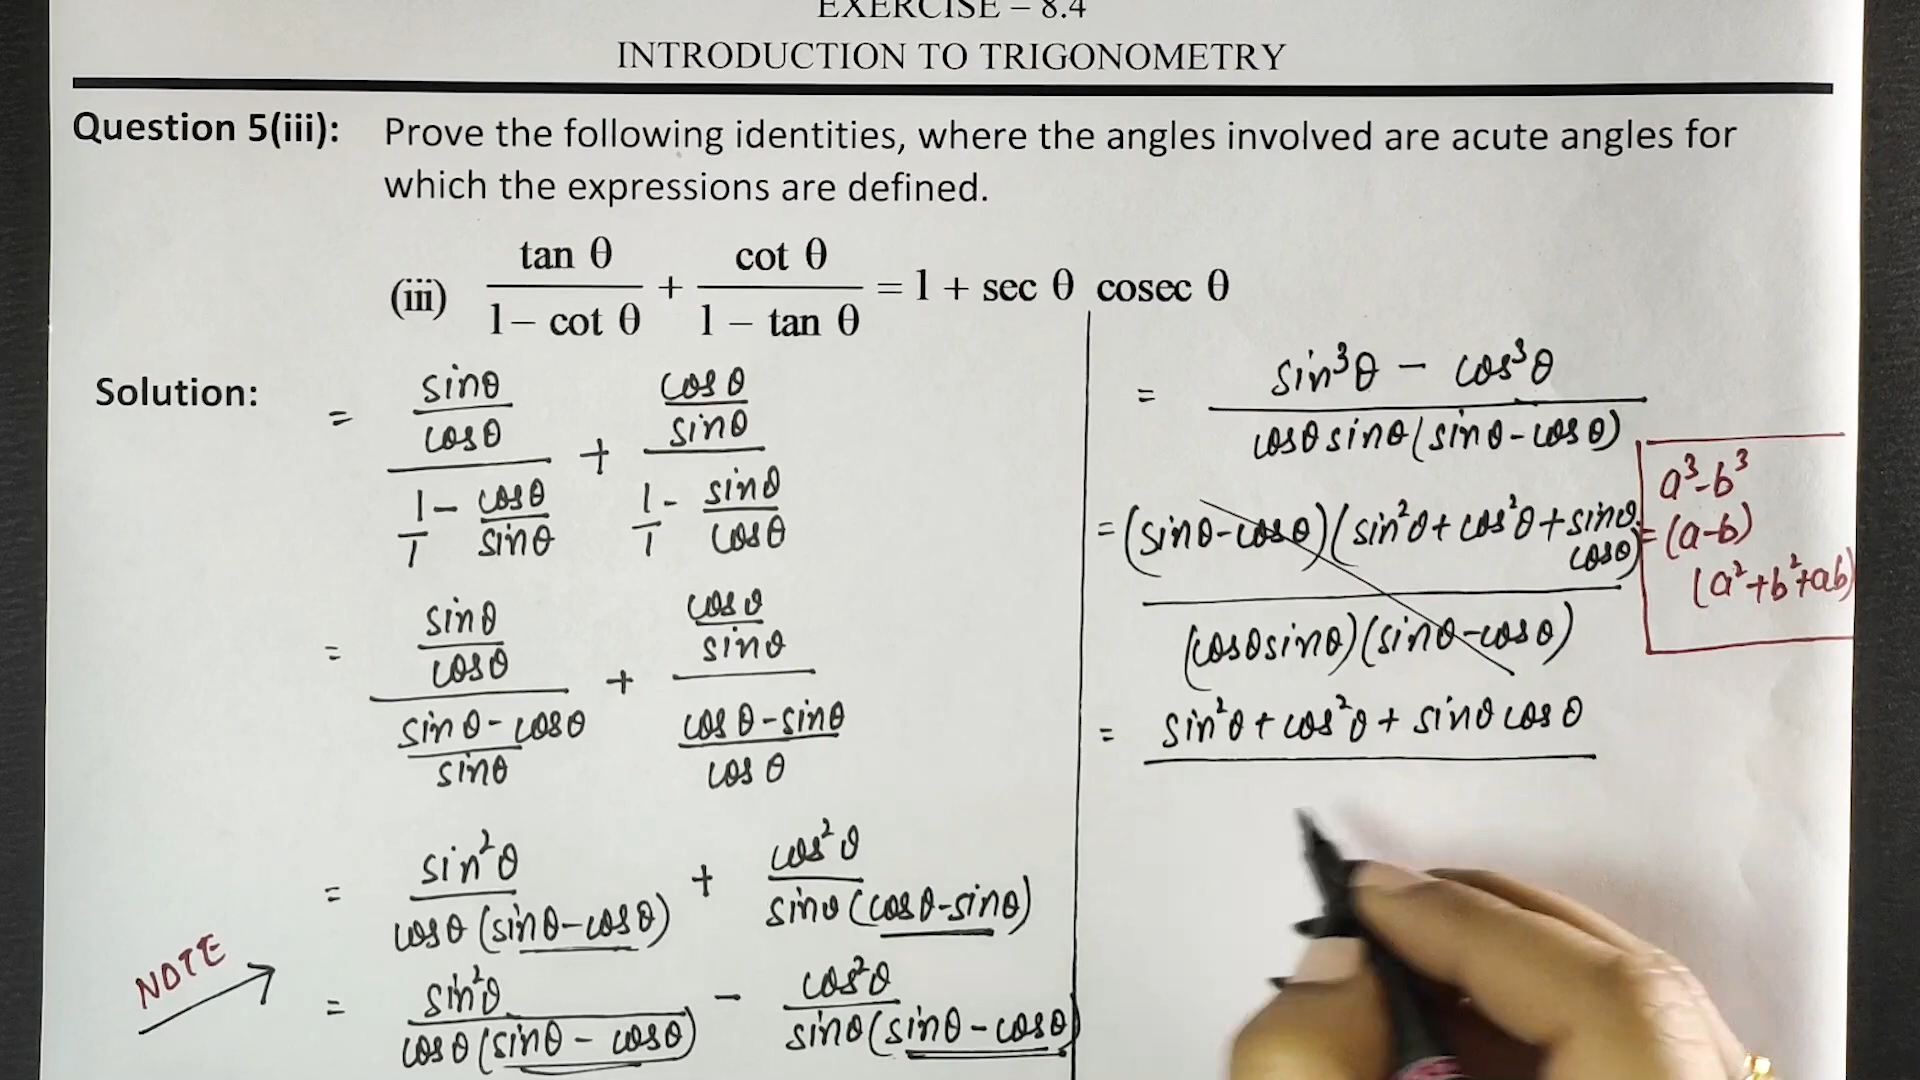 EXERCISE – 8.4
INTRODUCTION TO TRIGONOMETRY
Question 5(iii): Prove the following identities, where the angles involved are acute angles for
which the expressions are defined.
(iii) tan θ / (1 – cot θ) + cot θ / (1 – tan θ) = 1 + sec θ cosec θ
Solution:
= (sinθ/cosθ) / (1/1 - cosθ/sinθ) + (cosθ/sinθ) / (1/1 - sinθ/cosθ)
= (sinθ/cosθ) / ((sinθ - cosθ)/sinθ) + (cosθ/sinθ) / ((cosθ - sinθ)/cosθ)
= sin²θ / cosθ(sinθ - cosθ) + cos²θ / sinθ(cosθ - sinθ)
NOTE
= sin²θ / cosθ(sinθ - cosθ) - cos²θ / sinθ(sinθ - cosθ)
= sin³θ - cos³θ / cosθ sinθ(sinθ - cosθ)
= (sinθ - cosθ)(sin²θ + cos²θ + sinθ cosθ) / (cosθ sinθ)(sinθ - cosθ)
= sin²θ + cos²θ + sinθ cosθ
a³-b³
= (a-b)
(a²+b²+ab)